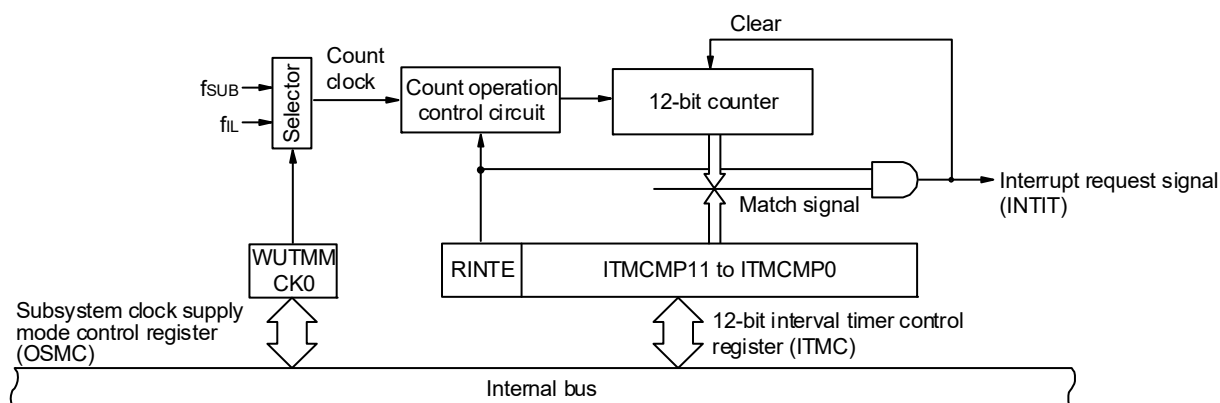 Clear
Count
clock
fSUB
fIL
Selector
Count operation
control circuit
12-bit counter
Match signal
Interrupt request signal
(INTIT)
WUTMM
CK0
RINTE
ITMCMP11 to ITMCMP0
Subsystem clock supply
mode control register
(OSMC)
12-bit interval timer control
register (ITMC)
Internal bus